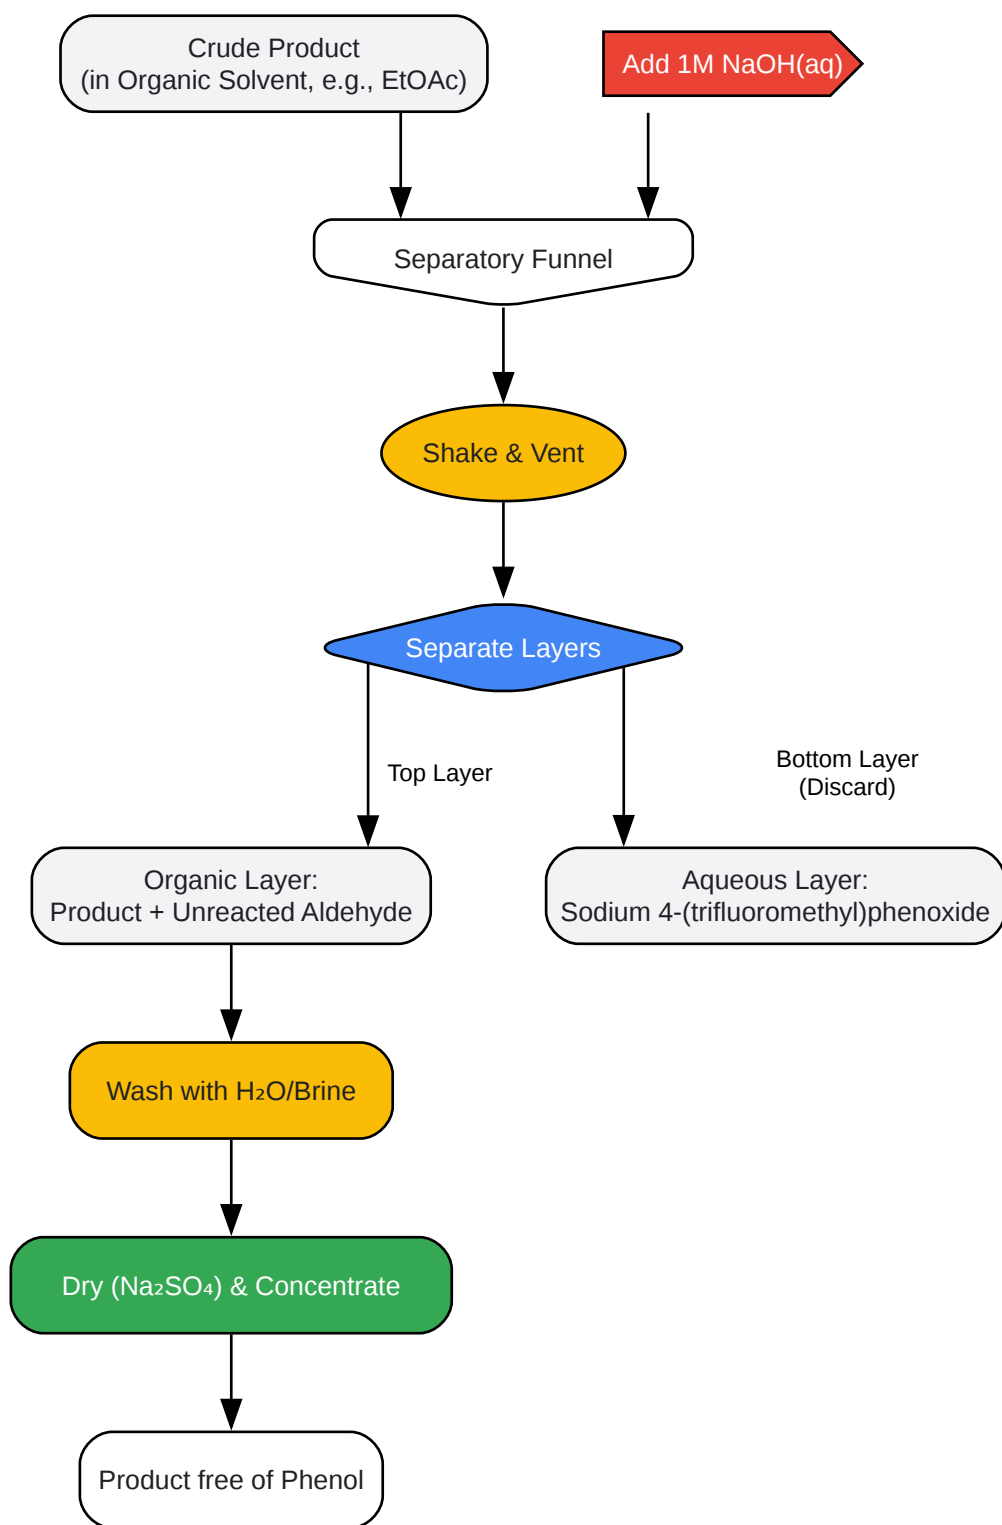 Crude Product
(in Organic Solvent, e.g., EtOAc)
Add 1M NaOH(aq)
Separatory Funnel
Shake & Vent
Separate Layers
Top Layer
Bottom Layer
(Discard)
Organic Layer:
Product + Unreacted Aldehyde
Aqueous Layer:
Sodium 4-(trifluoromethyl)phenoxide
Wash with H₂O/Brine
Dry (Na₂SO₄) & Concentrate
Product free of Phenol